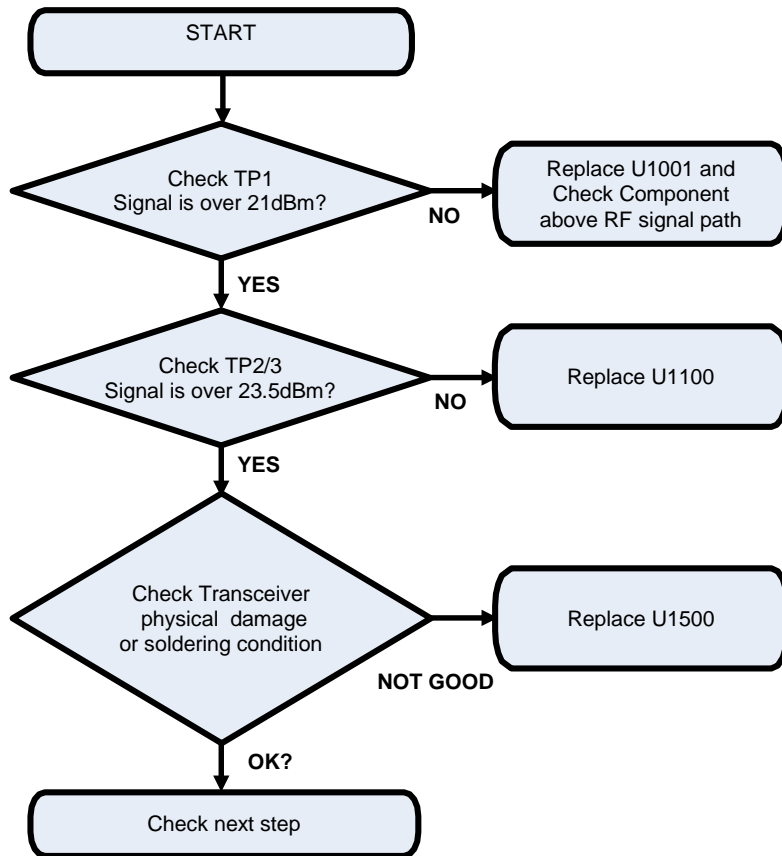 START
Check TP1
Signal is over 21dBm?
NO
Replace U1001 and
Check Component
above RF signal path
YES
Check TP2/3
Signal is over 23.5dBm?
NO
Replace U1100
YES
Check Transceiver
physical damage
or soldering condition
NOT GOOD
Replace U1500
OK?
Check next step